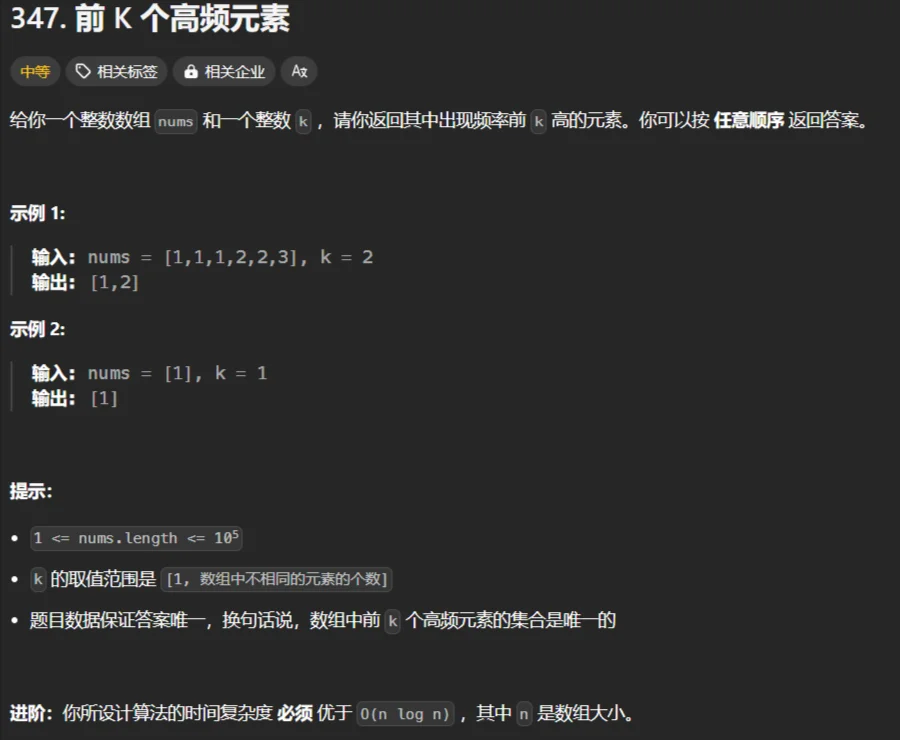 347. 前 K 个高频元素
中等 相关标签 相关企业 Ax
给你一个整数数组 nums 和一个整数 k ，请你返回其中出现频率前 k 高的元素。你可以按 任意顺序 返回答案。
示例 1:
输入: nums = [1,1,1,2,2,3], k = 2
输出: [1,2]
示例 2:
输入: nums = [1], k = 1
输出: [1]
提示：
• 1 <= nums.length <= 10⁵
• k 的取值范围是 [1, 数组中不相同的元素的个数]
• 题目数据保证答案唯一，换句话说，数组中前 k 个高频元素的集合是唯一的
进阶：你所设计算法的时间复杂度 必须 优于 O(n log n) ，其中 n 是数组大小。